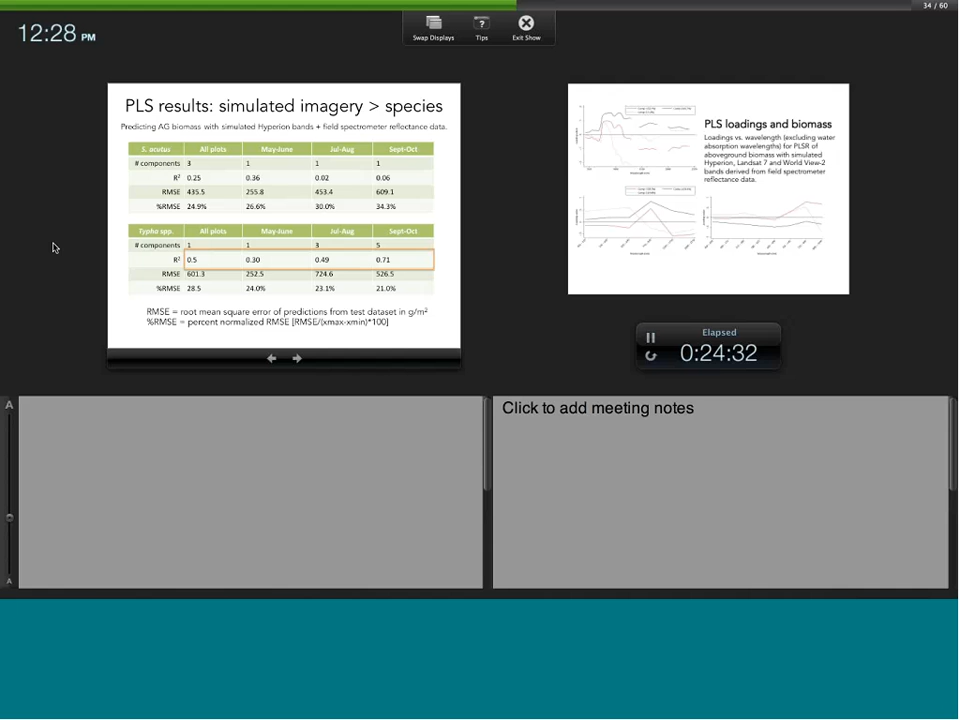 34 / 60
12:28 PM
Swap Displays Tips Exit Show
PLS results: simulated imagery > species
Predicting AG biomass with simulated Hyperion bands + field spectrometer reflectance data.
S. acutus All plots May-June Jul-Aug Sept-Oct
# components 3 1 1 1
R² 0.25 0.36 0.02 0.06
RMSE 435.5 255.8 453.4 609.1
%RMSE 24.9% 26.6% 30.0% 34.3%
Typha spp. All plots May-June Jul-Aug Sept-Oct
# components 1 1 3 5
R² 0.5 0.30 0.49 0.71
RMSE 601.3 252.5 724.6 526.5
%RMSE 28.5 24.0% 23.1% 21.0%
RMSE = root mean square error of predictions from test dataset in g/m²
%RMSE = percent normalized RMSE [RMSE/(xmax-xmin)*100]
PLS loadings and biomass
Loadings vs. wavelength (excluding water
absorption wavelengths) for PLSR of
aboveground biomass with simulated
Hyperion, Landsat 7 and World View-2
bands derived from field spectrometer
reflectance data.
Elapsed
0:24:32
A
Click to add meeting notes
A